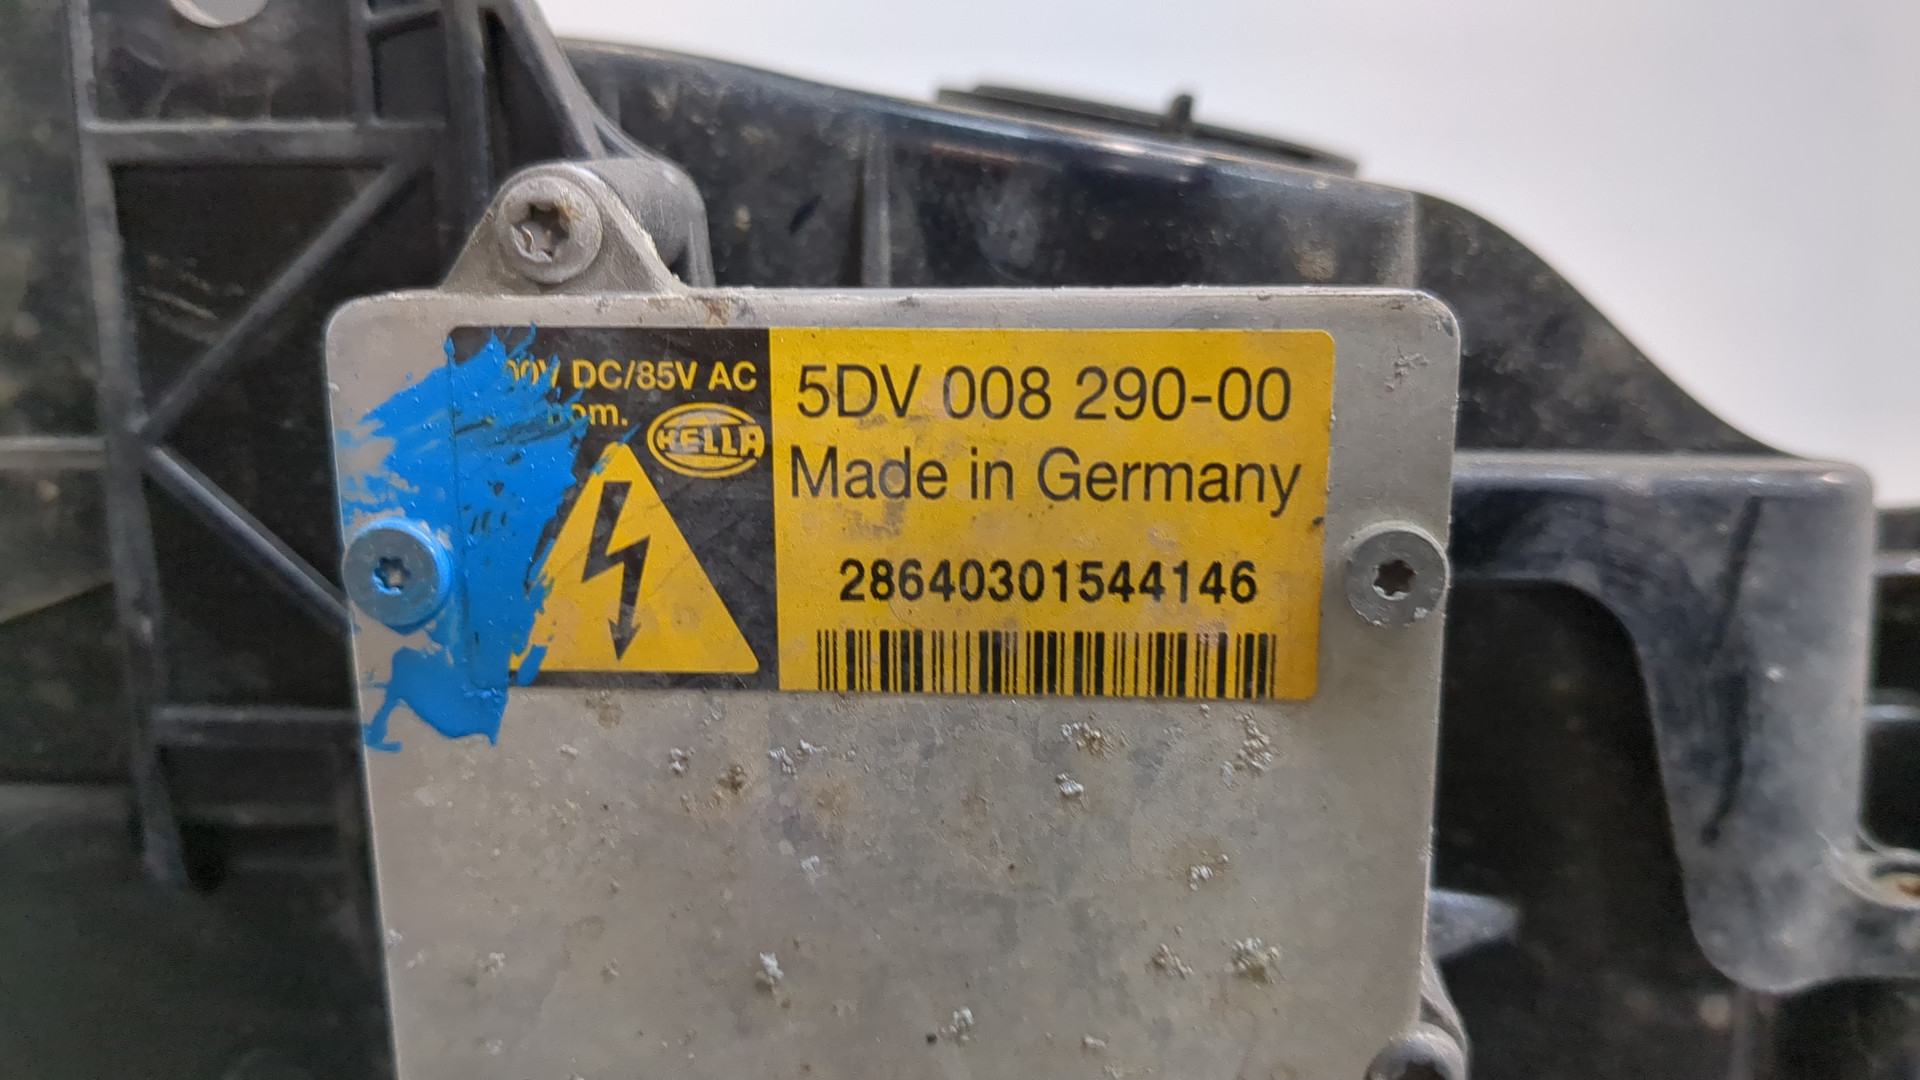 DC/85V AC
HELLA
5DV 008 290-00
Made in Germany
28640301544146